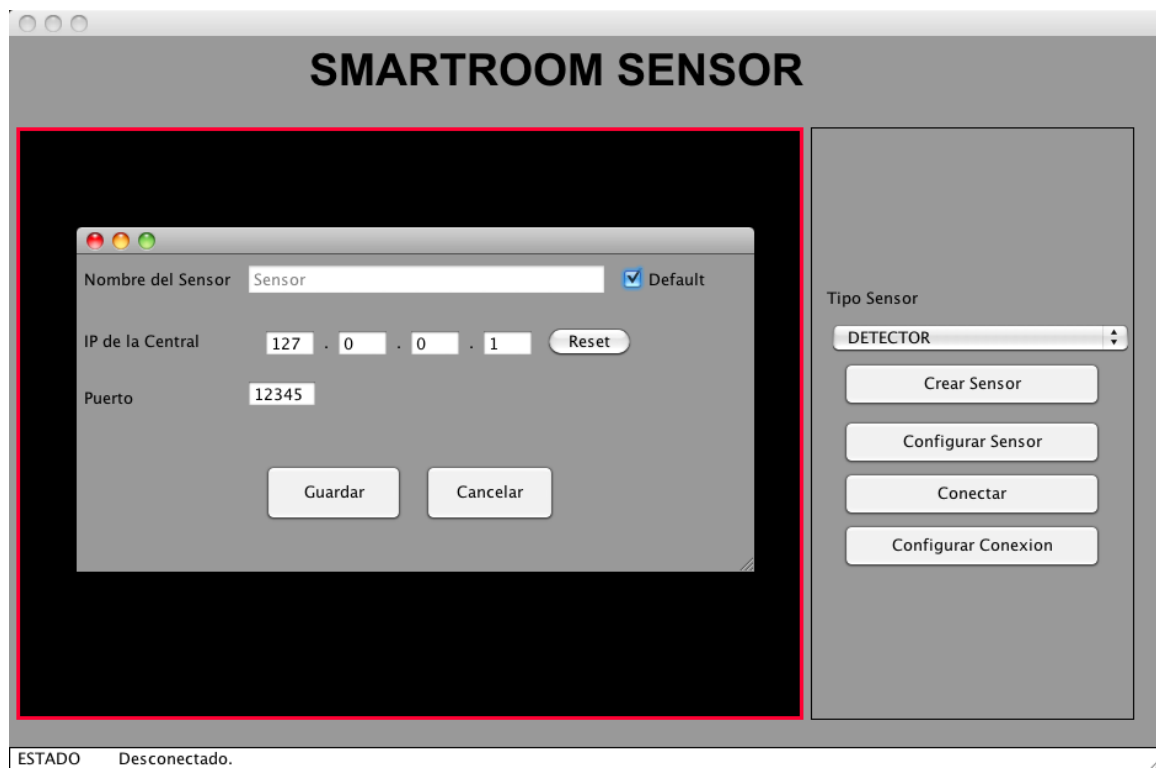 SMARTROOM SENSOR
Nombre del Sensor Sensor Default
IP de la Central 127 . 0 . 0 . 1 Reset
Puerto 12345
Guardar Cancelar
Tipo Sensor
DETECTOR
Crear Sensor
Configurar Sensor
Conectar
Configurar Conexion
ESTADO Desconectado.